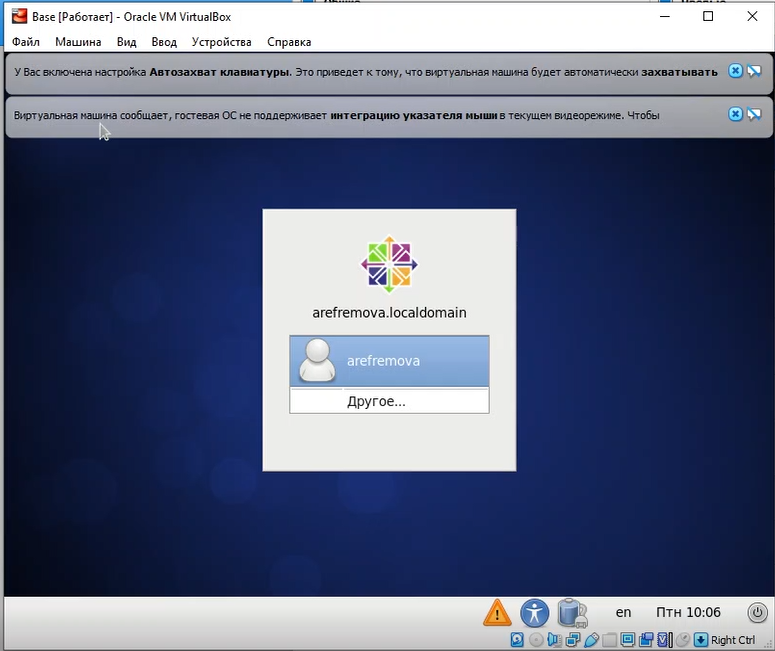 Base [Работает] - Oracle VM VirtualBox
Файл Машина Вид Ввод Устройства Справка
У Вас включена настройка Автозахват клавиатуры. Это приведет к тому, что виртуальная машина будет автоматически захватывать
Виртуальная машина сообщает, гостевая ОС не поддерживает интеграцию указателя мыши в текущем видеорежиме. Чтобы
arefremova.localdomain
arefremova
Другое...
en Птн 10:06
Right Ctrl